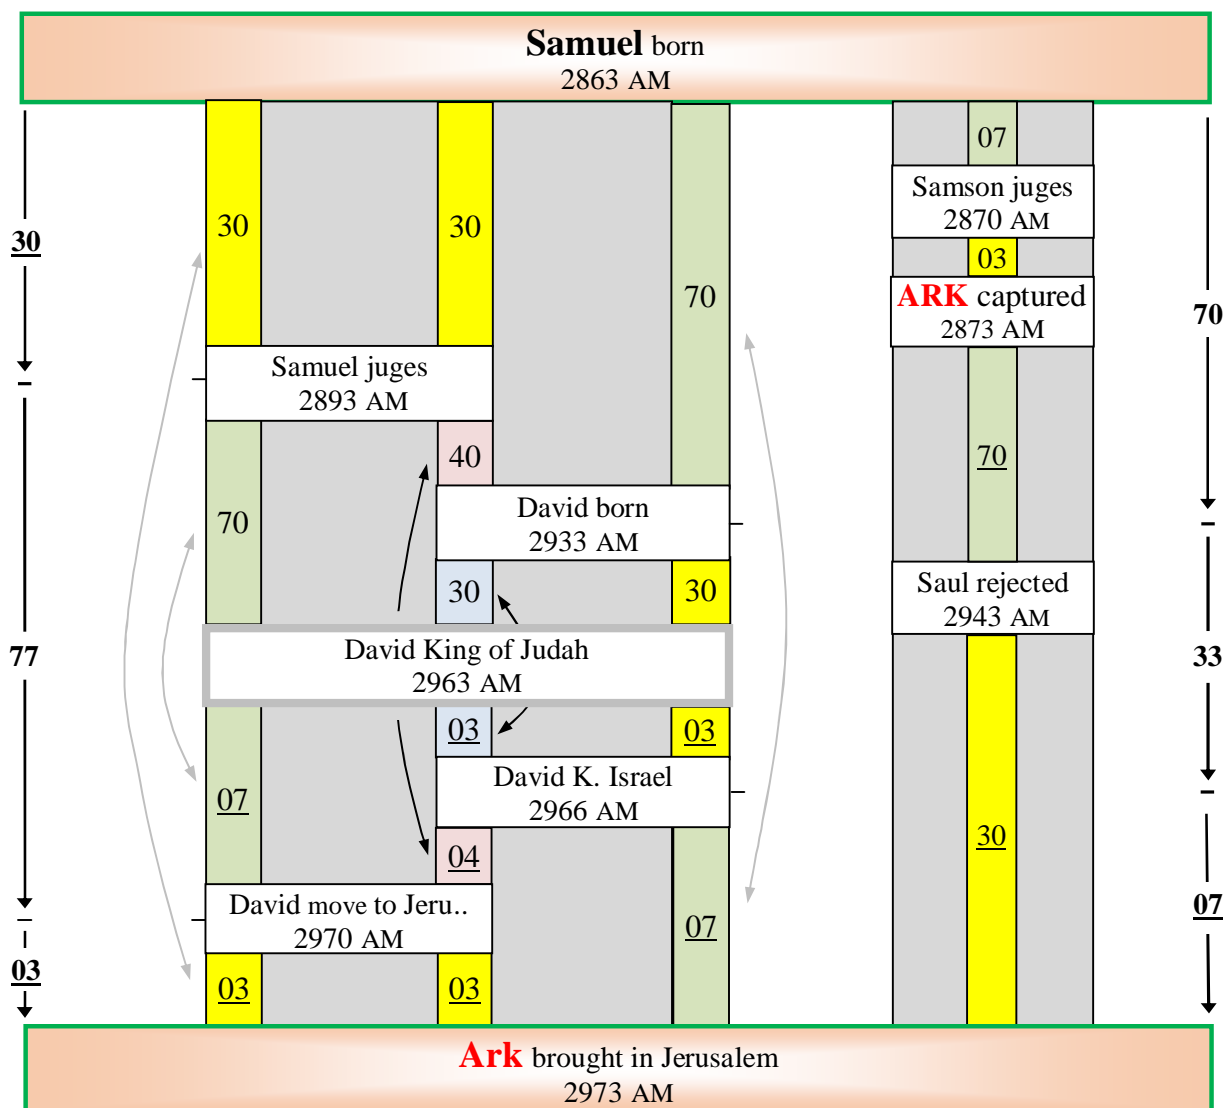 Samuel born
2863 AM
07
Samson juges
2870 AM
30
30
30
03
70
ARK captured
2873 AM
70
Samuel juges
2893 AM
40
70
70
David born
2933 AM
30
30
Saul rejected
2943 AM
77
David King of Judah
2963 AM
33
03
03
David K. Israel
2966 AM
07
04
30
David move to Jeru..
2970 AM
07
07
03
03
03
Ark brought in Jerusalem
2973 AM